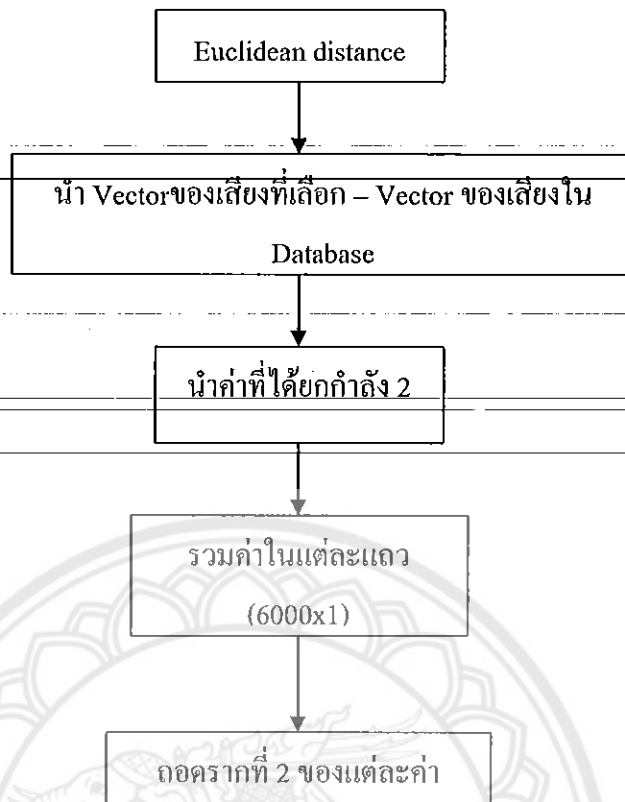 Euclidean distance
นำ Vectorของเสียงที่เลือก – Vector ของเสียงใน
Database
นำค่าที่ได้ยกกำลัง 2
รวมค่าในแต่ละแถว
(6000x1)
ถอดรากที่ 2 ของแต่ละค่า